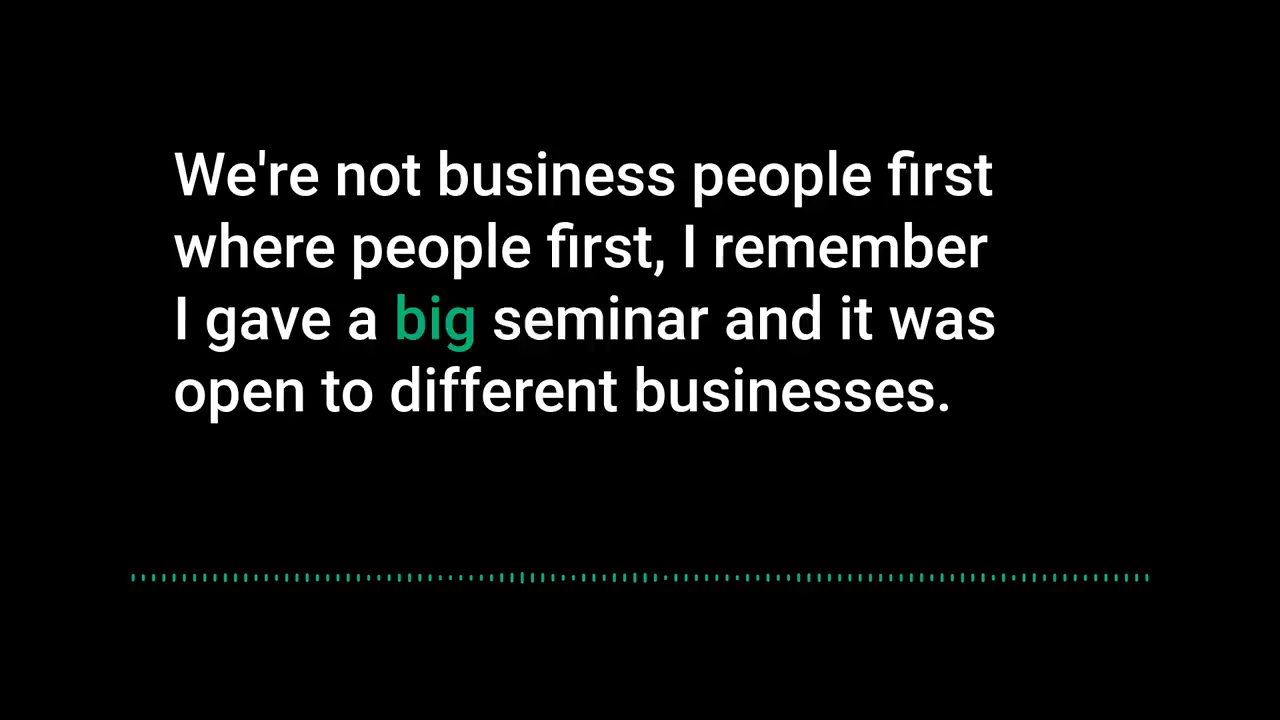 We're not business people first
where people first, I remember
I gave a big seminar and it was
open to different businesses.